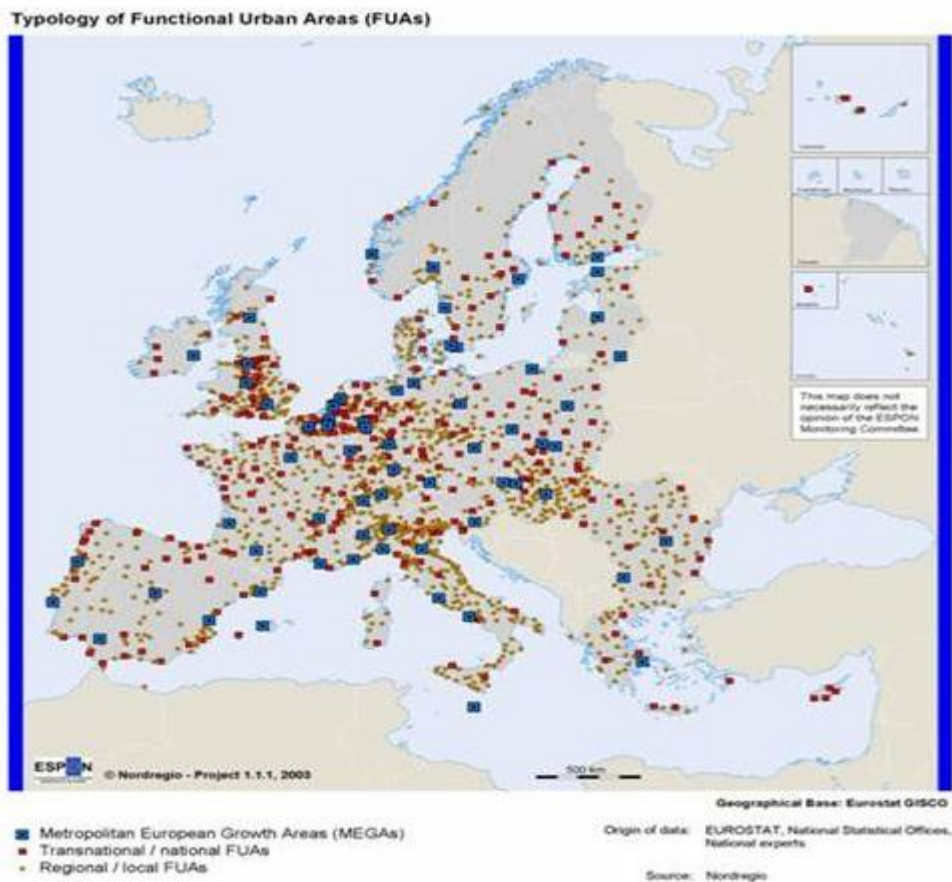 Typology of Functional Urban Areas (FUAs)
This map does not
necessarily reflect the
opinion of the ESPON
Monitoring Committee
ESPON
© Nordregio - Project 1.1.1, 2003
500 km
Geographical Base: Eurostat GISCO
Metropolitan European Growth Areas (MEGAs)
Transnational / national FUAs
Regional / local FUAs
Origin of data: EUROSTAT, National Statistical Offices,
National experts
Source: Nordregio